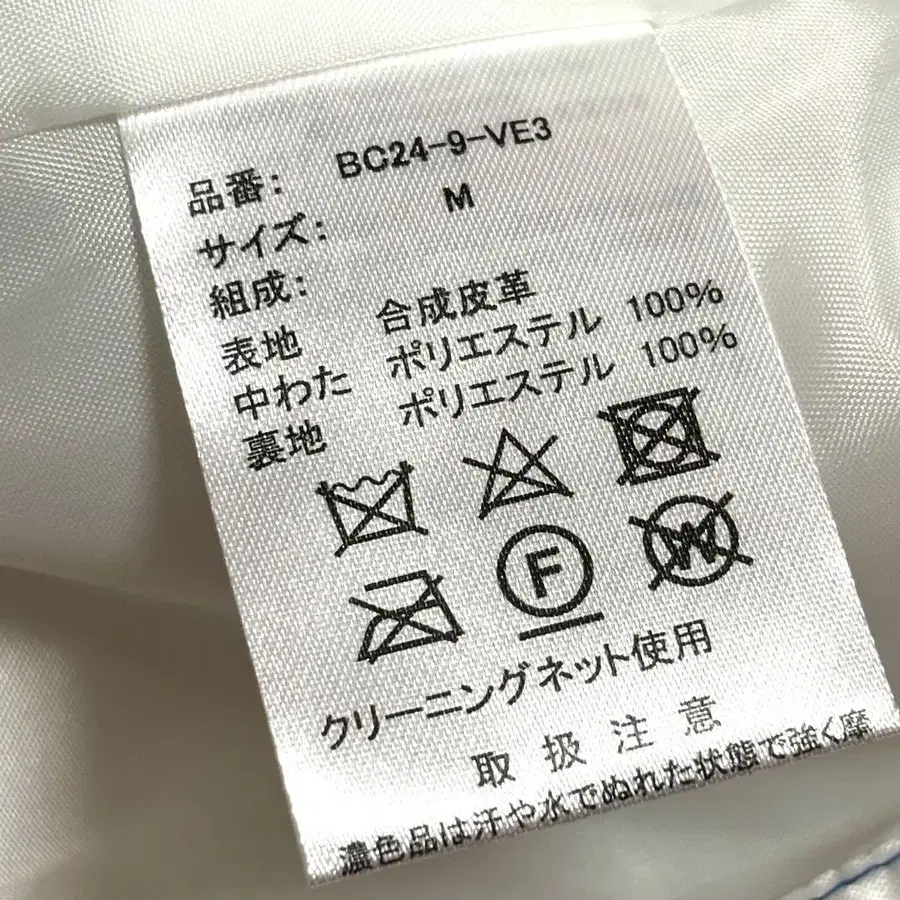 品番: BC24-9-VE3
サイズ: M
組成:
表地 合成皮革
中わた ポリエステル 100%
裏地 ポリエステル 100%
F W
クリーニングネット使用
取扱注意
濃色品は汗や水でぬれた状態で強く摩